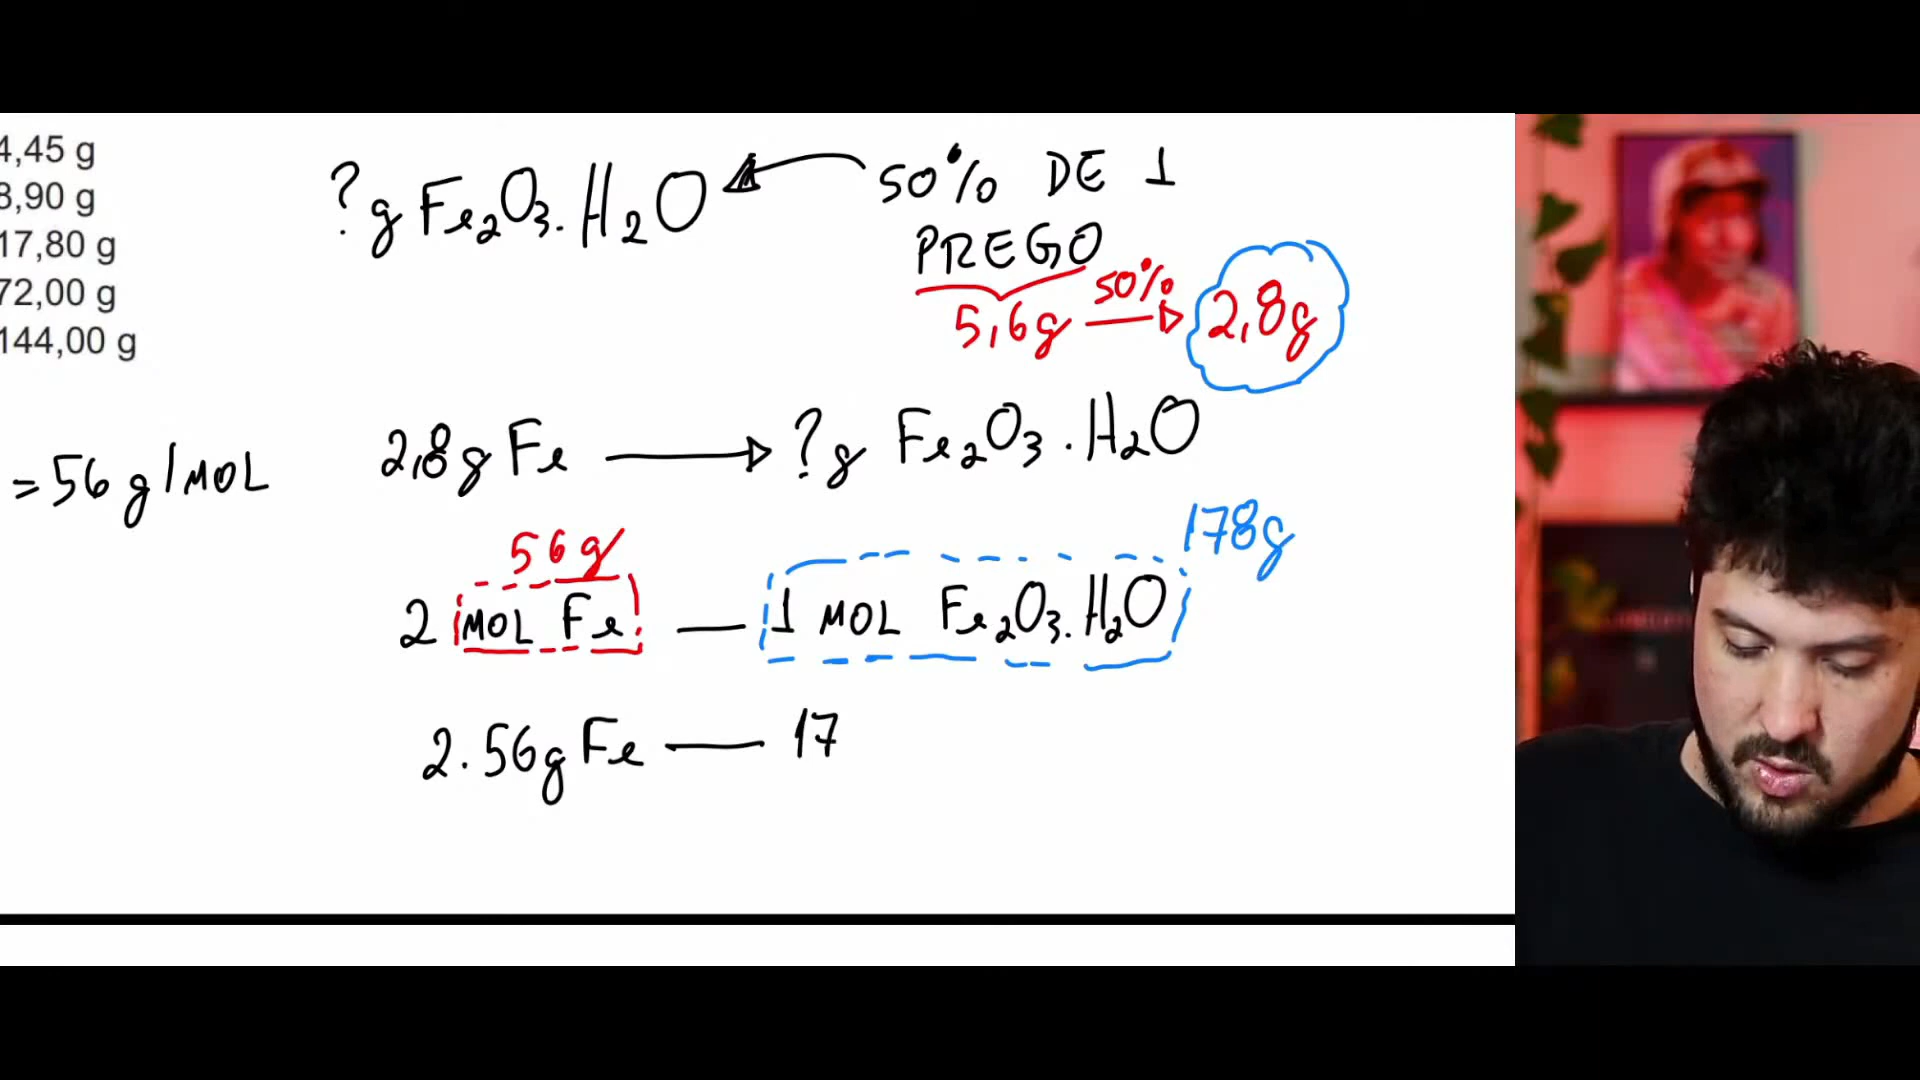 4,45 g
8,90 g
17,80 g
72,00 g
144,00 g
? g Fe₂O₃.H₂O
50% DE 1
PREGO
5,6g 50% 2,8g
= 56 g/MOL
2,8g Fe → ? g Fe₂O₃.H₂O
56g
178g
2 MOL Fe — 1 MOL Fe₂O₃.H₂O
2.56g Fe — 17